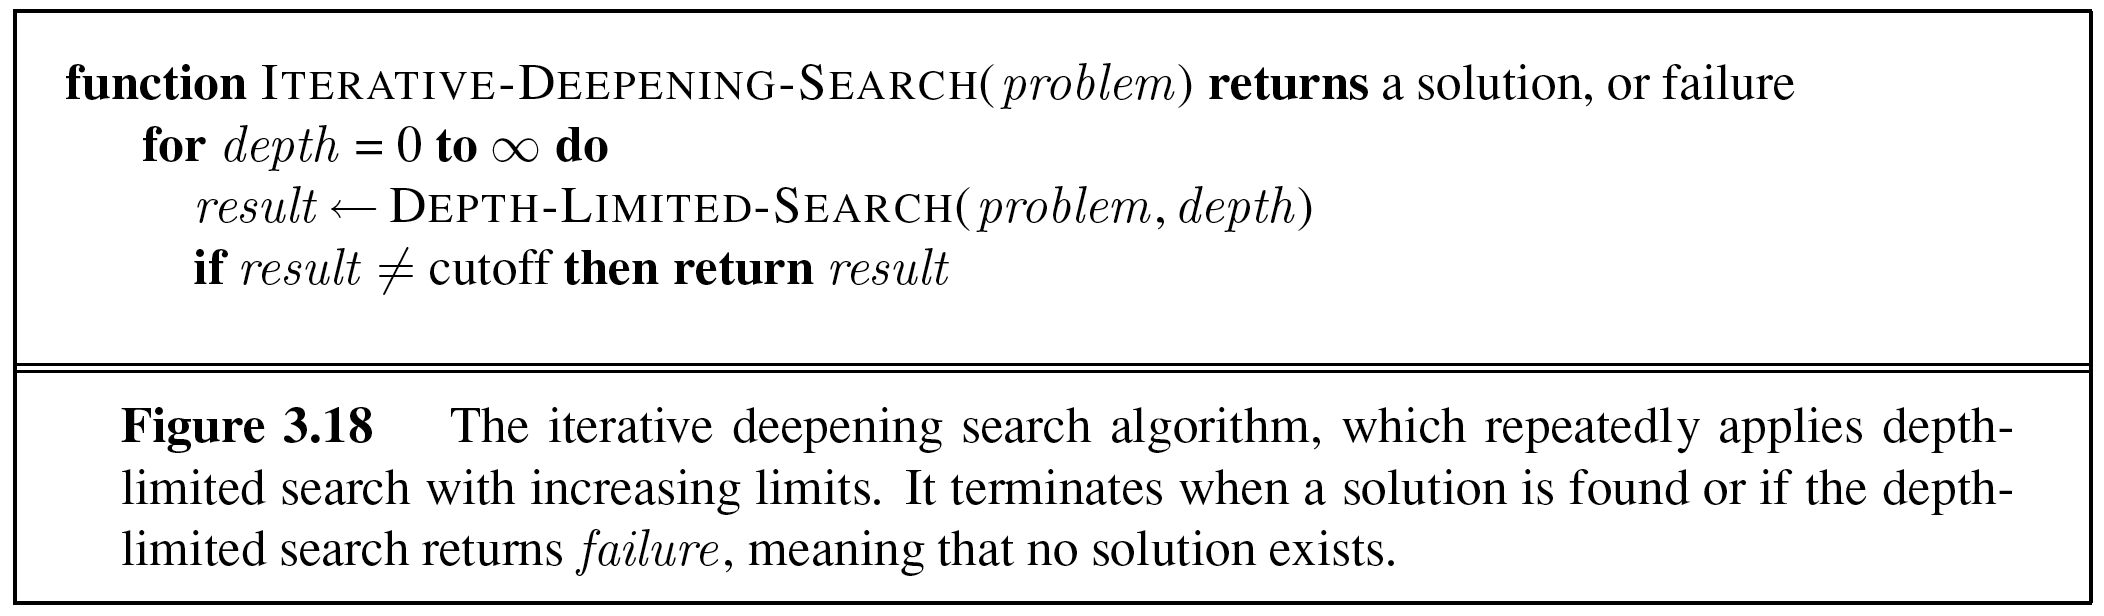 function ITERATIVE-DEEPENING-SEARCH(problem) returns a solution, or failure
for depth = 0 to ∞ do
result ← DEPTH-LIMITED-SEARCH(problem, depth)
if result ≠ cutoff then return result
Figure 3.18 The iterative deepening search algorithm, which repeatedly applies depth-
limited search with increasing limits. It terminates when a solution is found or if the depth-
limited search returns failure, meaning that no solution exists.